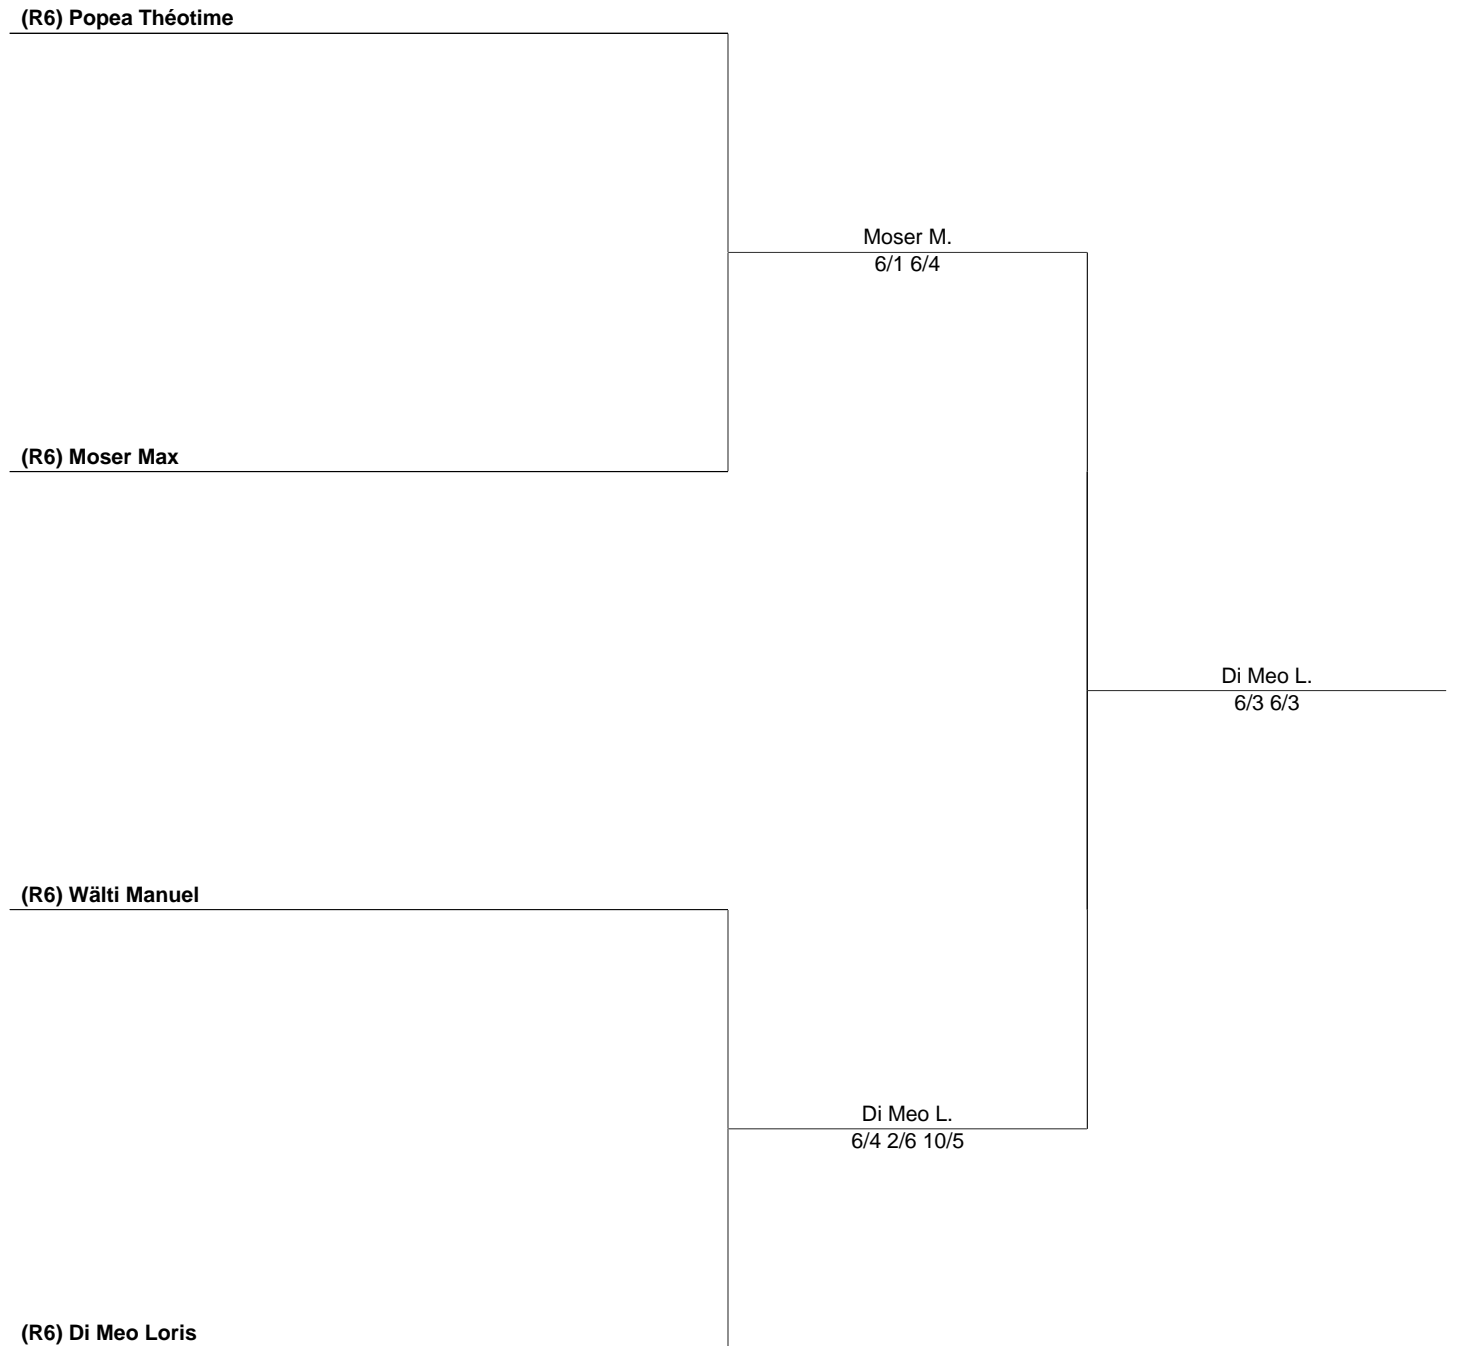 (R6) Popea Théotime
Moser M.
6/1 6/4
(R6) Moser Max
Di Meo L.
6/3 6/3
(R6) Wälti Manuel
Di Meo L.
6/4 2/6 10/5
(R6) Di Meo Loris